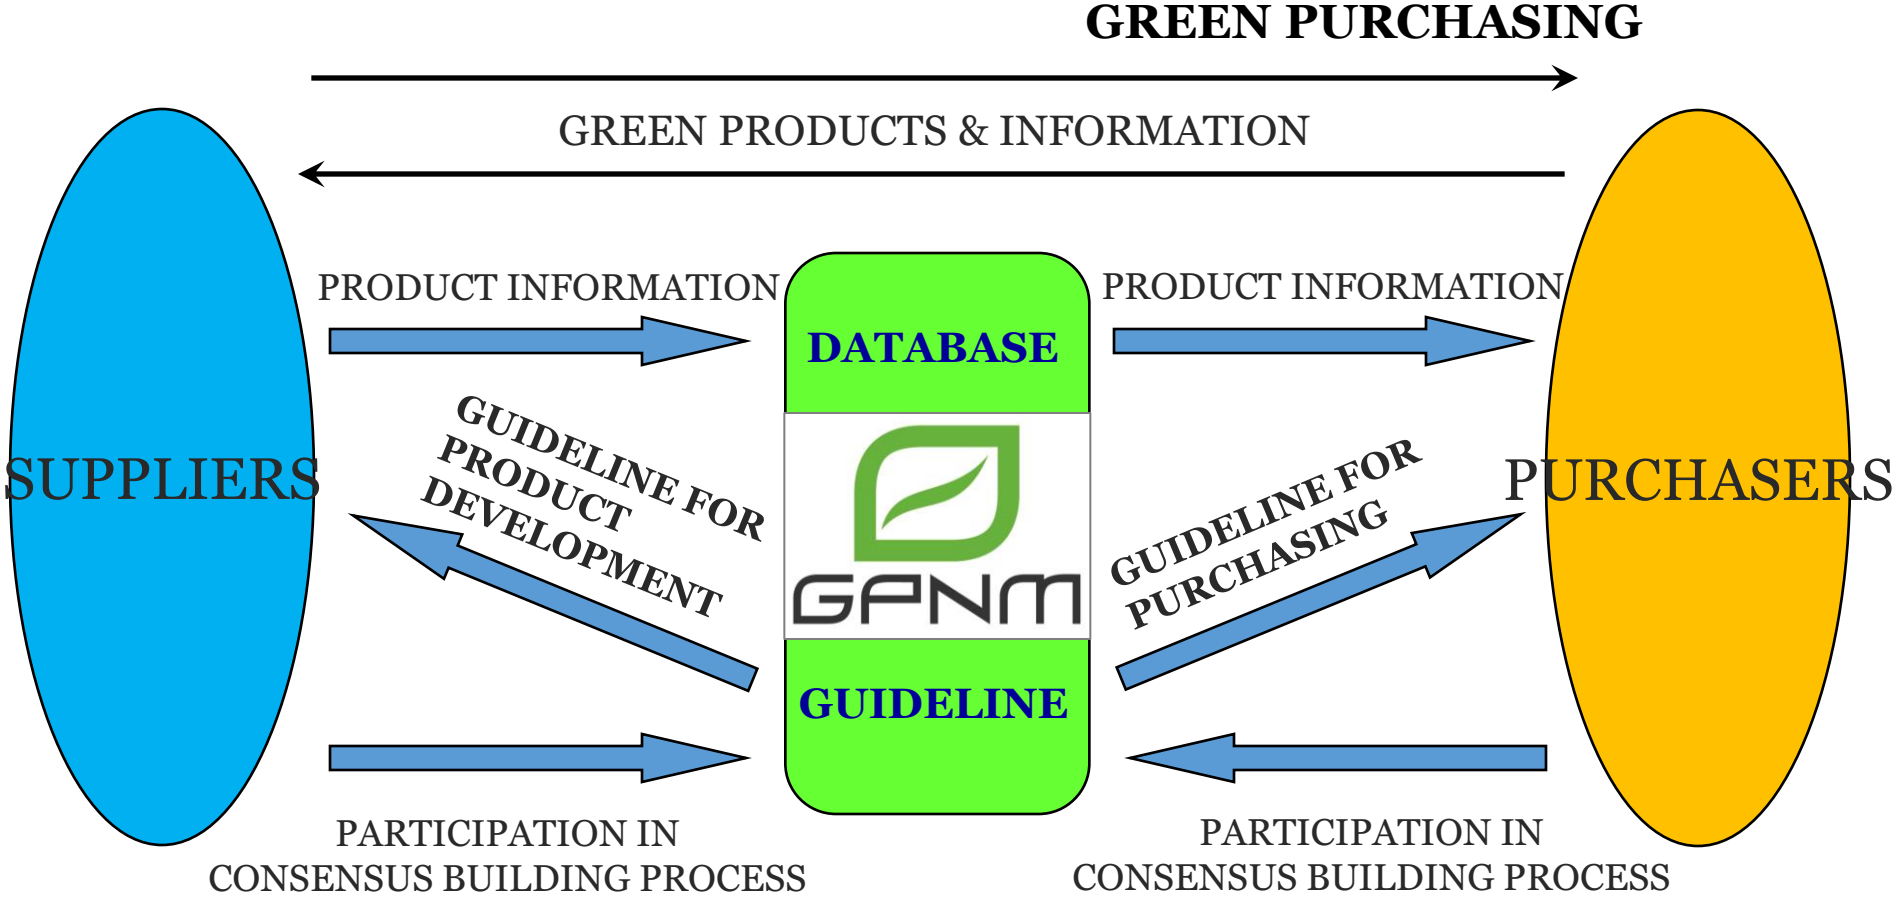 GREEN PURCHASING
GREEN PRODUCTS & INFORMATION
PRODUCT INFORMATION
PRODUCT INFORMATION
DATABASE
GUIDELINE FOR
PRODUCT
DEVELOPMENT
GUIDELINE FOR
PURCHASING
SUPPLIERS
PURCHASERS
GPNM
GUIDELINE
PARTICIPATION IN
CONSENSUS BUILDING PROCESS
PARTICIPATION IN
CONSENSUS BUILDING PROCESS